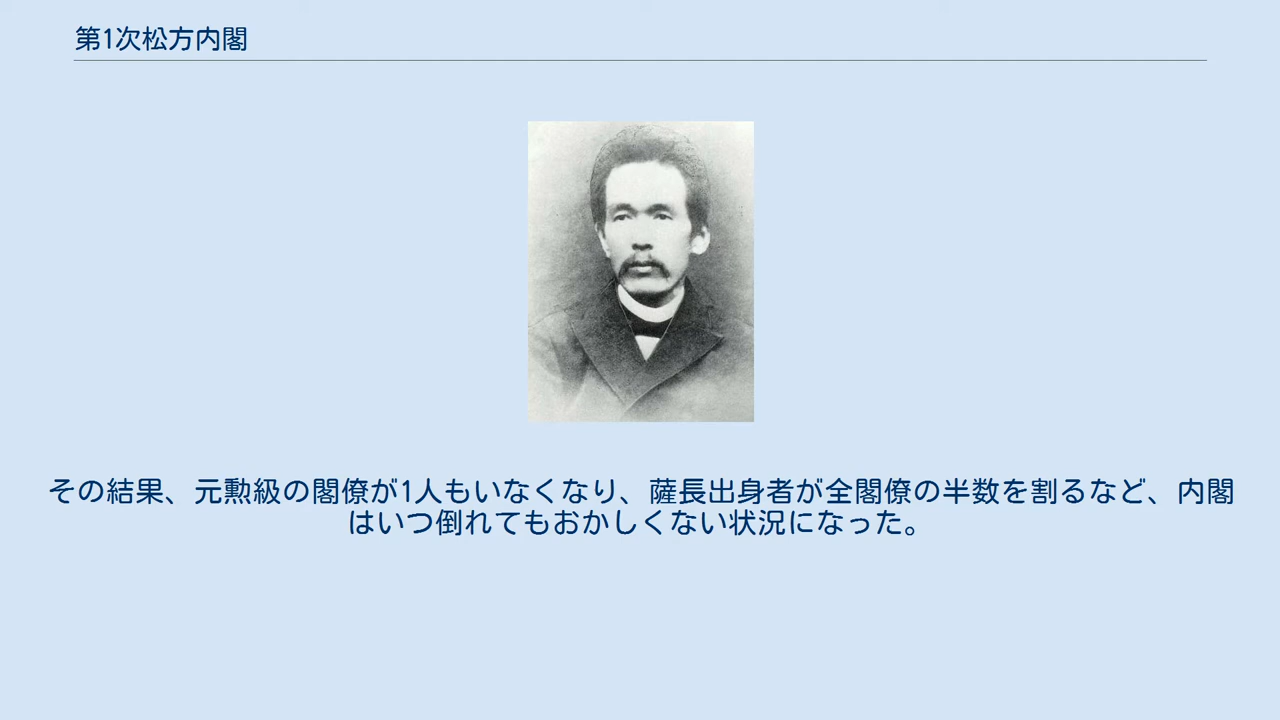 第1次松方内閣
その結果、元勲級の閣僚が1人もいなくなり、薩長出身者が全閣僚の半数を割るなど、内閣
はいつ倒れてもおかしくない状況になった。